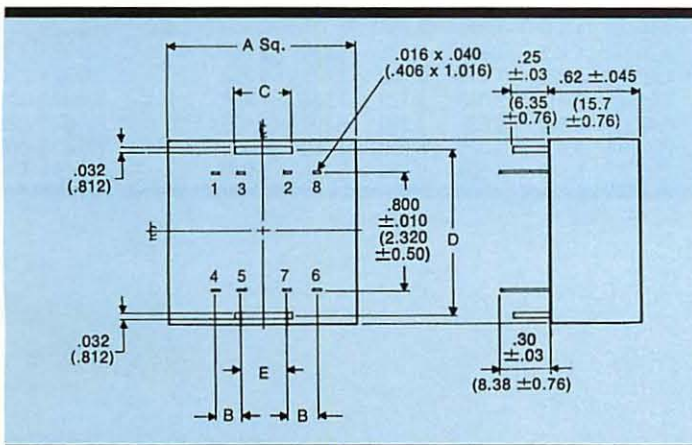 A Sq.
.016 x .040
(.406 x 1.016)
.25
±.03
(6.35
±0.76)
.62 ±.045
(15.7
±0.76)
C
.032
(.812)
1 3 2 8
.800
±.010
(2.320
±0.50)
D
4 5 7 6
.032
(.812)
E
B B
.30
±.03
(8.38 ±0.76)